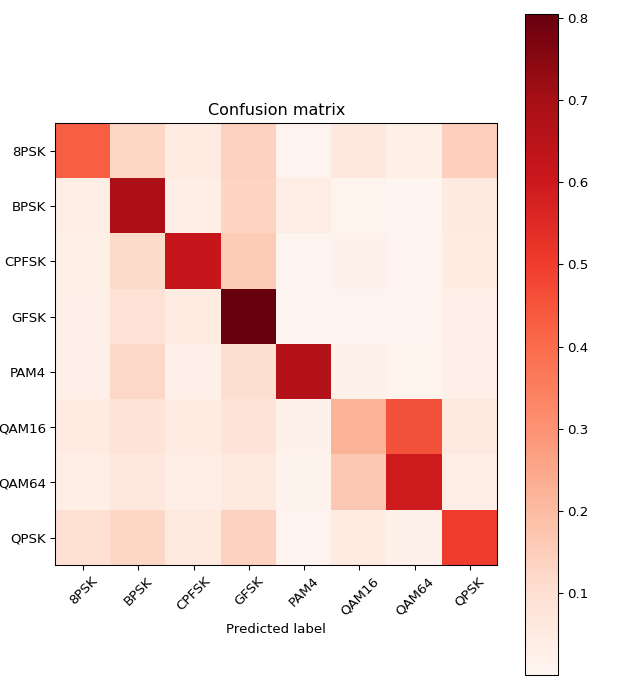 Confusion matrix
8PSK
BPSK
CPFSK
GFSK
PAM4
QAM16
QAM64
QPSK
8PSK
BPSK
CPFSK
GFSK
PAM4
QAM16
QAM64
QPSK
Predicted label
0.8
0.7
0.6
0.5
0.4
0.3
0.2
0.1